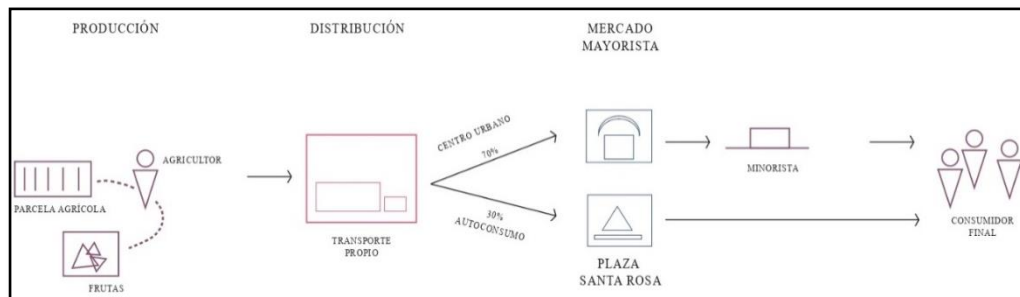 PRODUCCIÓN
DISTRIBUCIÓN
MERCADO
MAYORISTA
AGRICULTOR
PARCELA AGRÍCOLA
FRUTAS
TRANSPORTE
PROPIO
CENTRO URBANO
70%
30%
AUTOCONSUMO
MINORISTA
PLAZA
SANTA ROSA
CONSUMIDOR
FINAL